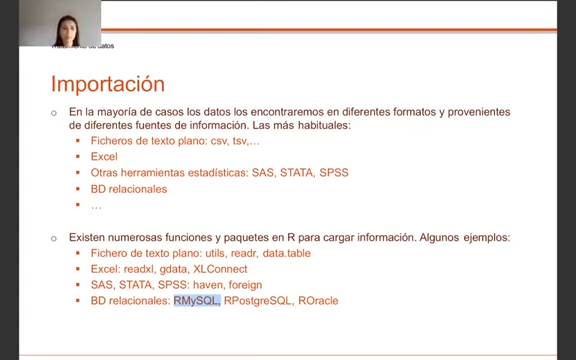 Tratamiento de datos
Importación
o En la mayoría de casos los datos los encontraremos en diferentes formatos y provenientes
de diferentes fuentes de información. Las más habituales:
▪ Ficheros de texto plano: csv, tsv,…
▪ Excel
▪ Otras herramientas estadísticas: SAS, STATA, SPSS
▪ BD relacionales
▪ …
o Existen numerosas funciones y paquetes en R para cargar información. Algunos ejemplos:
▪ Fichero de texto plano: utils, readr, data.table
▪ Excel: readxl, gdata, XLConnect
▪ SAS, STATA, SPSS: haven, foreign
▪ BD relacionales: RMySQL, RPostgreSQL, ROracle